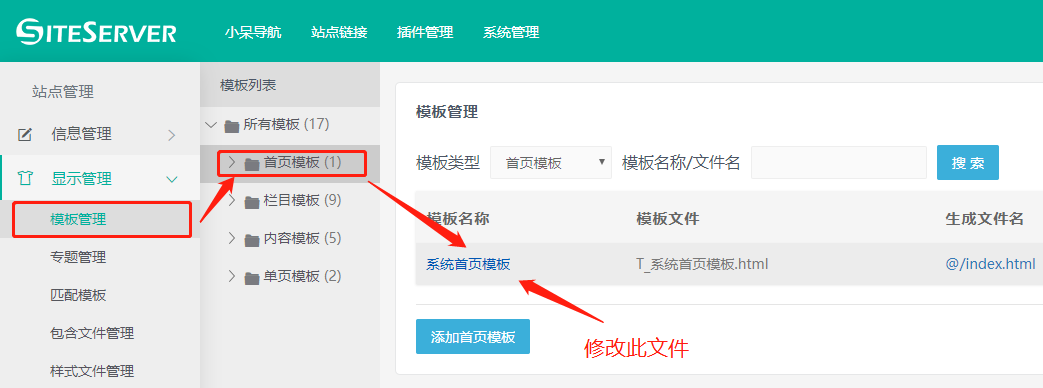 SITESERVER
小呆导航 站点链接 插件管理 系统管理
站点管理
信息管理
显示管理
模板管理
专题管理
匹配模板
包含文件管理
样式文件管理
模板列表
所有模板 (17)
首页模板 (1)
栏目模板 (9)
内容模板 (5)
单页模板 (2)
模板管理
模板类型 首页模板 模板名称/文件名 搜 索
模板名称 模板文件 生成文件名
系统首页模板 T_系统首页模板.html @/index.html
添加首页模板
修改此文件